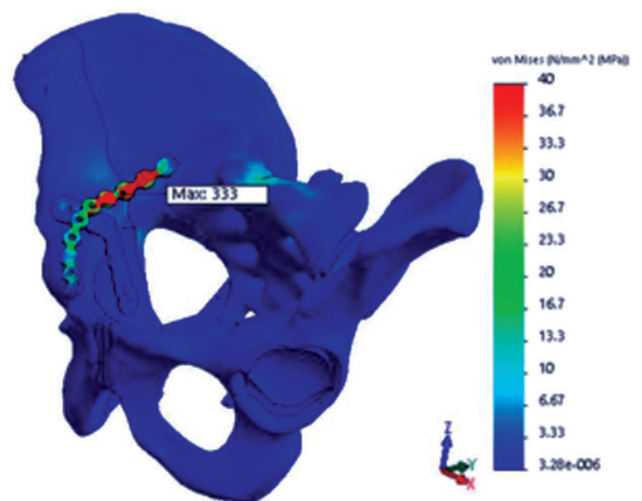 von Mises (N/mm^2 (MPa))
40
36.7
33.3
30
26.7
23.3
20
16.7
13.3
10
6.67
3.33
3.28e-006
Max: 333
Z
Y
X